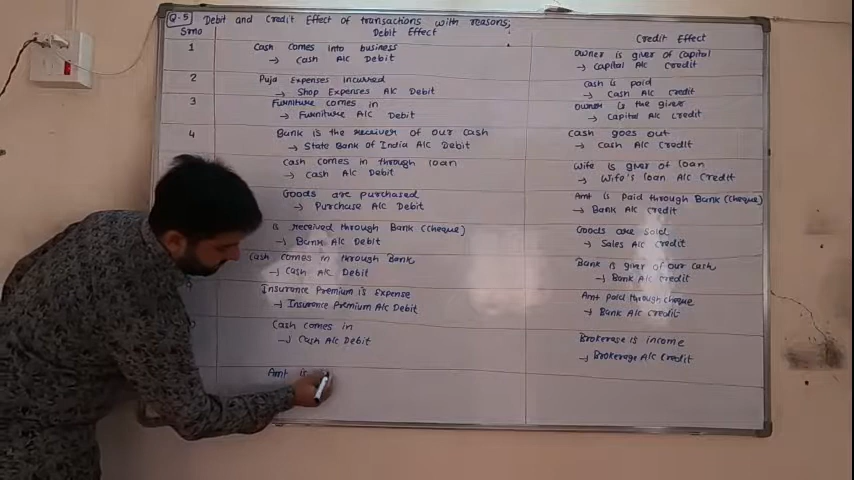 Q-5 Debit and Credit Effect of transactions with reasons;
Srno Debit Effect Credit Effect
1 Cash comes into business Owner is giver of Capital
→ Cash A/c Debit → Capital A/c Credit
2 Puja Expenses incurred Cash is paid
→ Shop Expenses A/c Debit → Cash A/c Credit
3 Furniture comes in Owner is the giver
→ Furniture A/c Debit → Capital A/c Credit
4 Bank is the receiver of our cash Cash goes out
→ State Bank of India A/c Debit → Cash A/c Credit
Cash comes in through loan Wife is giver of loan
→ Cash A/c Debit → Wife's loan A/c Credit
Goods are purchased Amt is Paid through Bank (Cheque)
→ Purchase A/c Debit → Bank A/c Credit
is received through Bank (Cheque) Goods are sold
→ Bank A/c Debit → Sales A/c Credit
Cash comes in through Bank Bank is giver of our cash
→ Cash A/c Debit → Bank A/c Credit
Insurance Premium is Expense Amt paid through cheque
→ Insurance Premium A/c Debit → Bank A/c Credit
Cash comes in Brokerage is income
→ Cash A/c Debit → Brokerage A/c Credit
Amt is